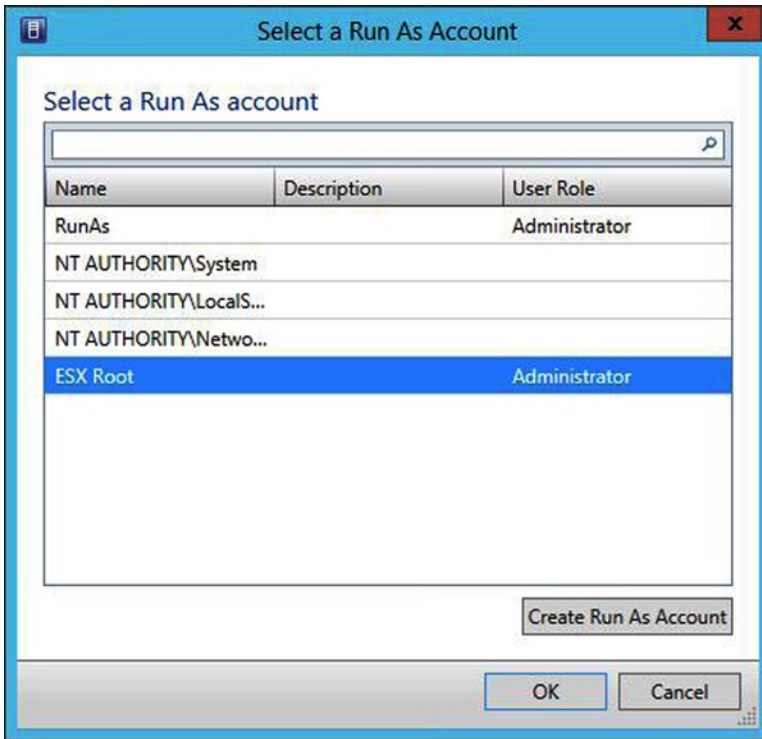 Select a Run As Account
x
Select a Run As account
Name Description User Role
RunAs Administrator
NT AUTHORITY\System
NT AUTHORITY\LocalS...
NT AUTHORITY\Netwo...
ESX Root Administrator
Create Run As Account
OK Cancel